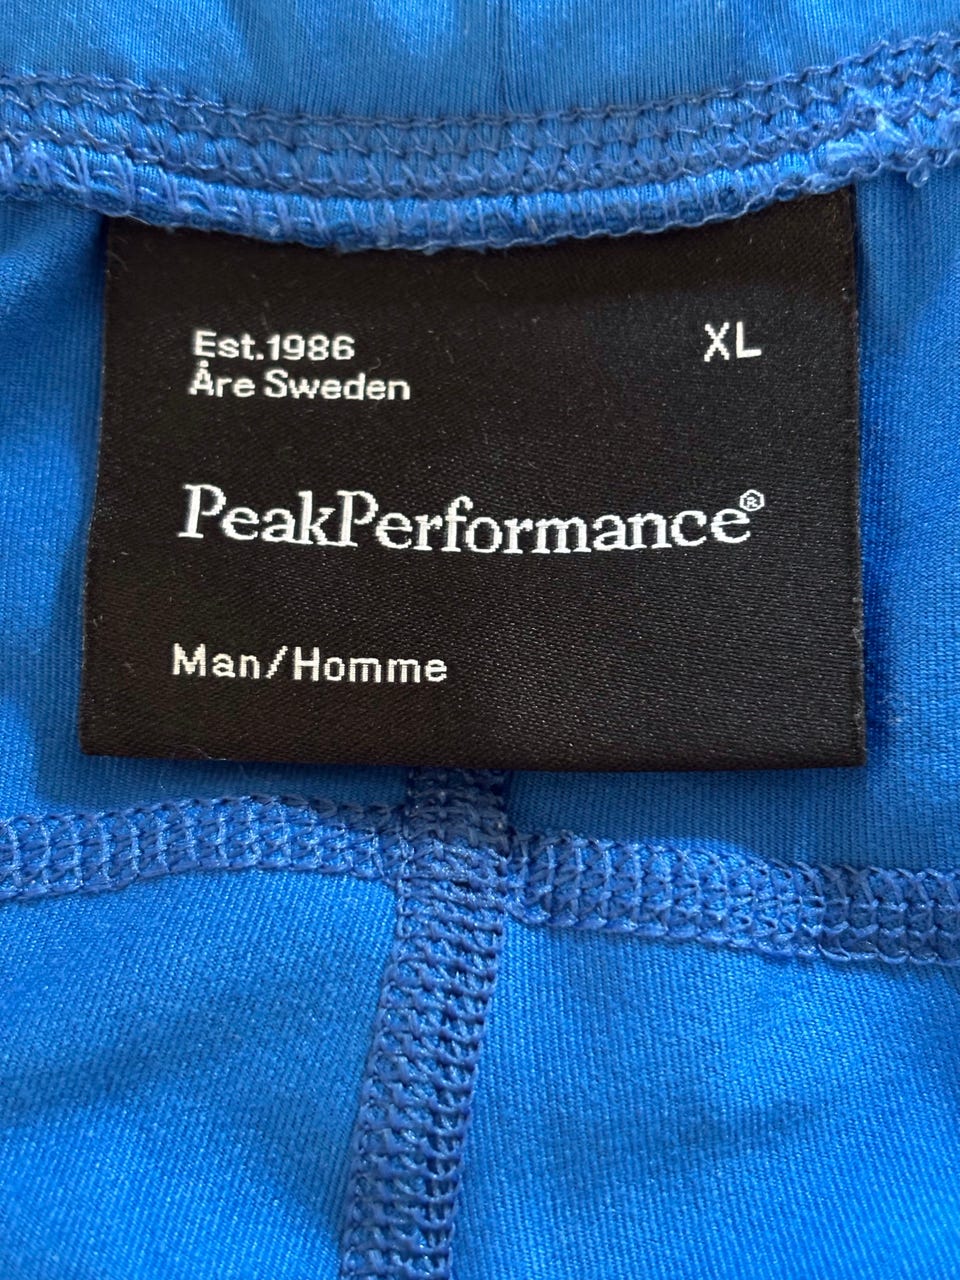 Est.1986
XL
Åre Sweden
PeakPerformance®
Man/Homme